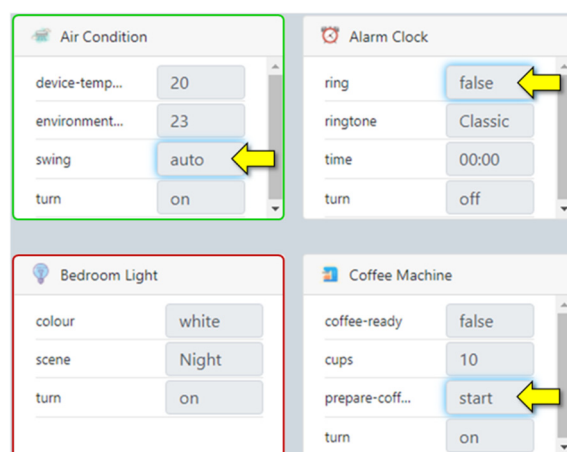 Air Condition
device-temp... 20
environment... 23
swing auto
turn on
Alarm Clock
ring false
ringtone Classic
time 00:00
turn off
Bedroom Light
colour white
scene Night
turn on
Coffee Machine
coffee-ready false
cups 10
prepare-coff... start
turn on